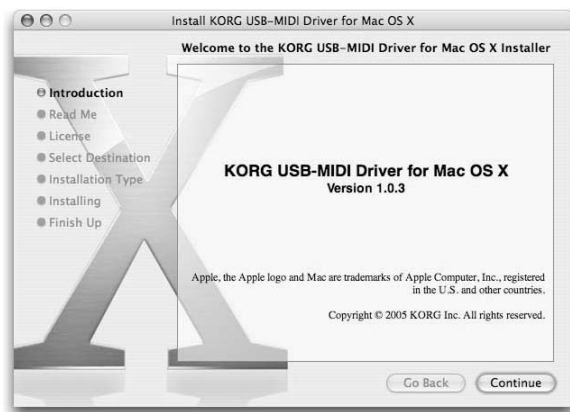 Install KORG USB-MIDI Driver for Mac OS X
Welcome to the KORG USB-MIDI Driver for Mac OS X Installer
Introduction
Read Me
License
Select Destination
Installation Type
Installing
Finish Up
KORG USB-MIDI Driver for Mac OS X
Version 1.0.3
Apple, the Apple logo and Mac are trademarks of Apple Computer, Inc., registered
in the U.S. and other countries.
Copyright © 2005 KORG Inc. All rights reserved.
Go Back
Continue